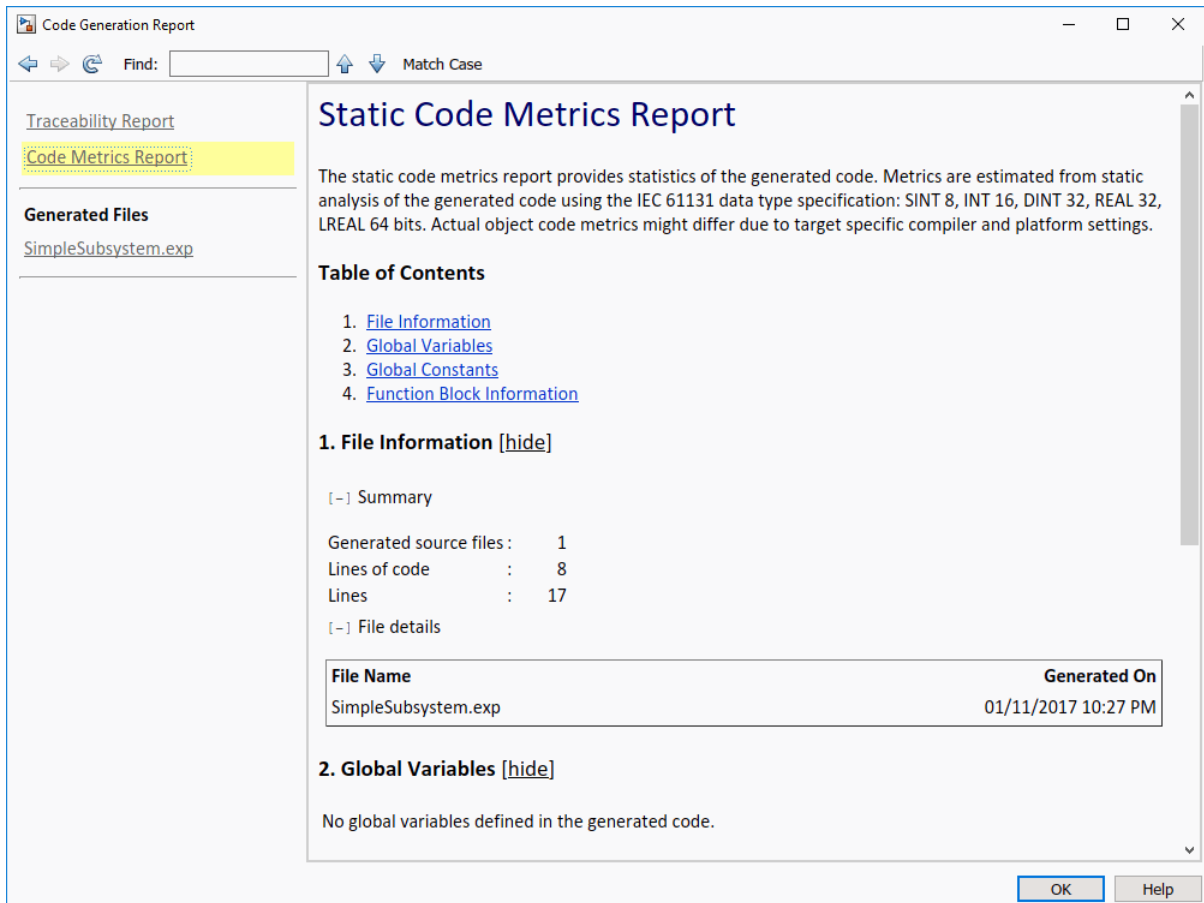 Code Generation Report
Find:
Match Case
Traceability Report
Code Metrics Report
Generated Files
SimpleSubsystem.exp
Static Code Metrics Report
The static code metrics report provides statistics of the generated code. Metrics are estimated from static
analysis of the generated code using the IEC 61131 data type specification: SINT 8, INT 16, DINT 32, REAL 32,
LREAL 64 bits. Actual object code metrics might differ due to target specific compiler and platform settings.
Table of Contents
1. File Information
2. Global Variables
3. Global Constants
4. Function Block Information
1. File Information [hide]
[-] Summary
Generated source files : 1
Lines of code : 8
Lines : 17
[-] File details
File Name Generated On
SimpleSubsystem.exp 01/11/2017 10:27 PM
2. Global Variables [hide]
No global variables defined in the generated code.
OK Help